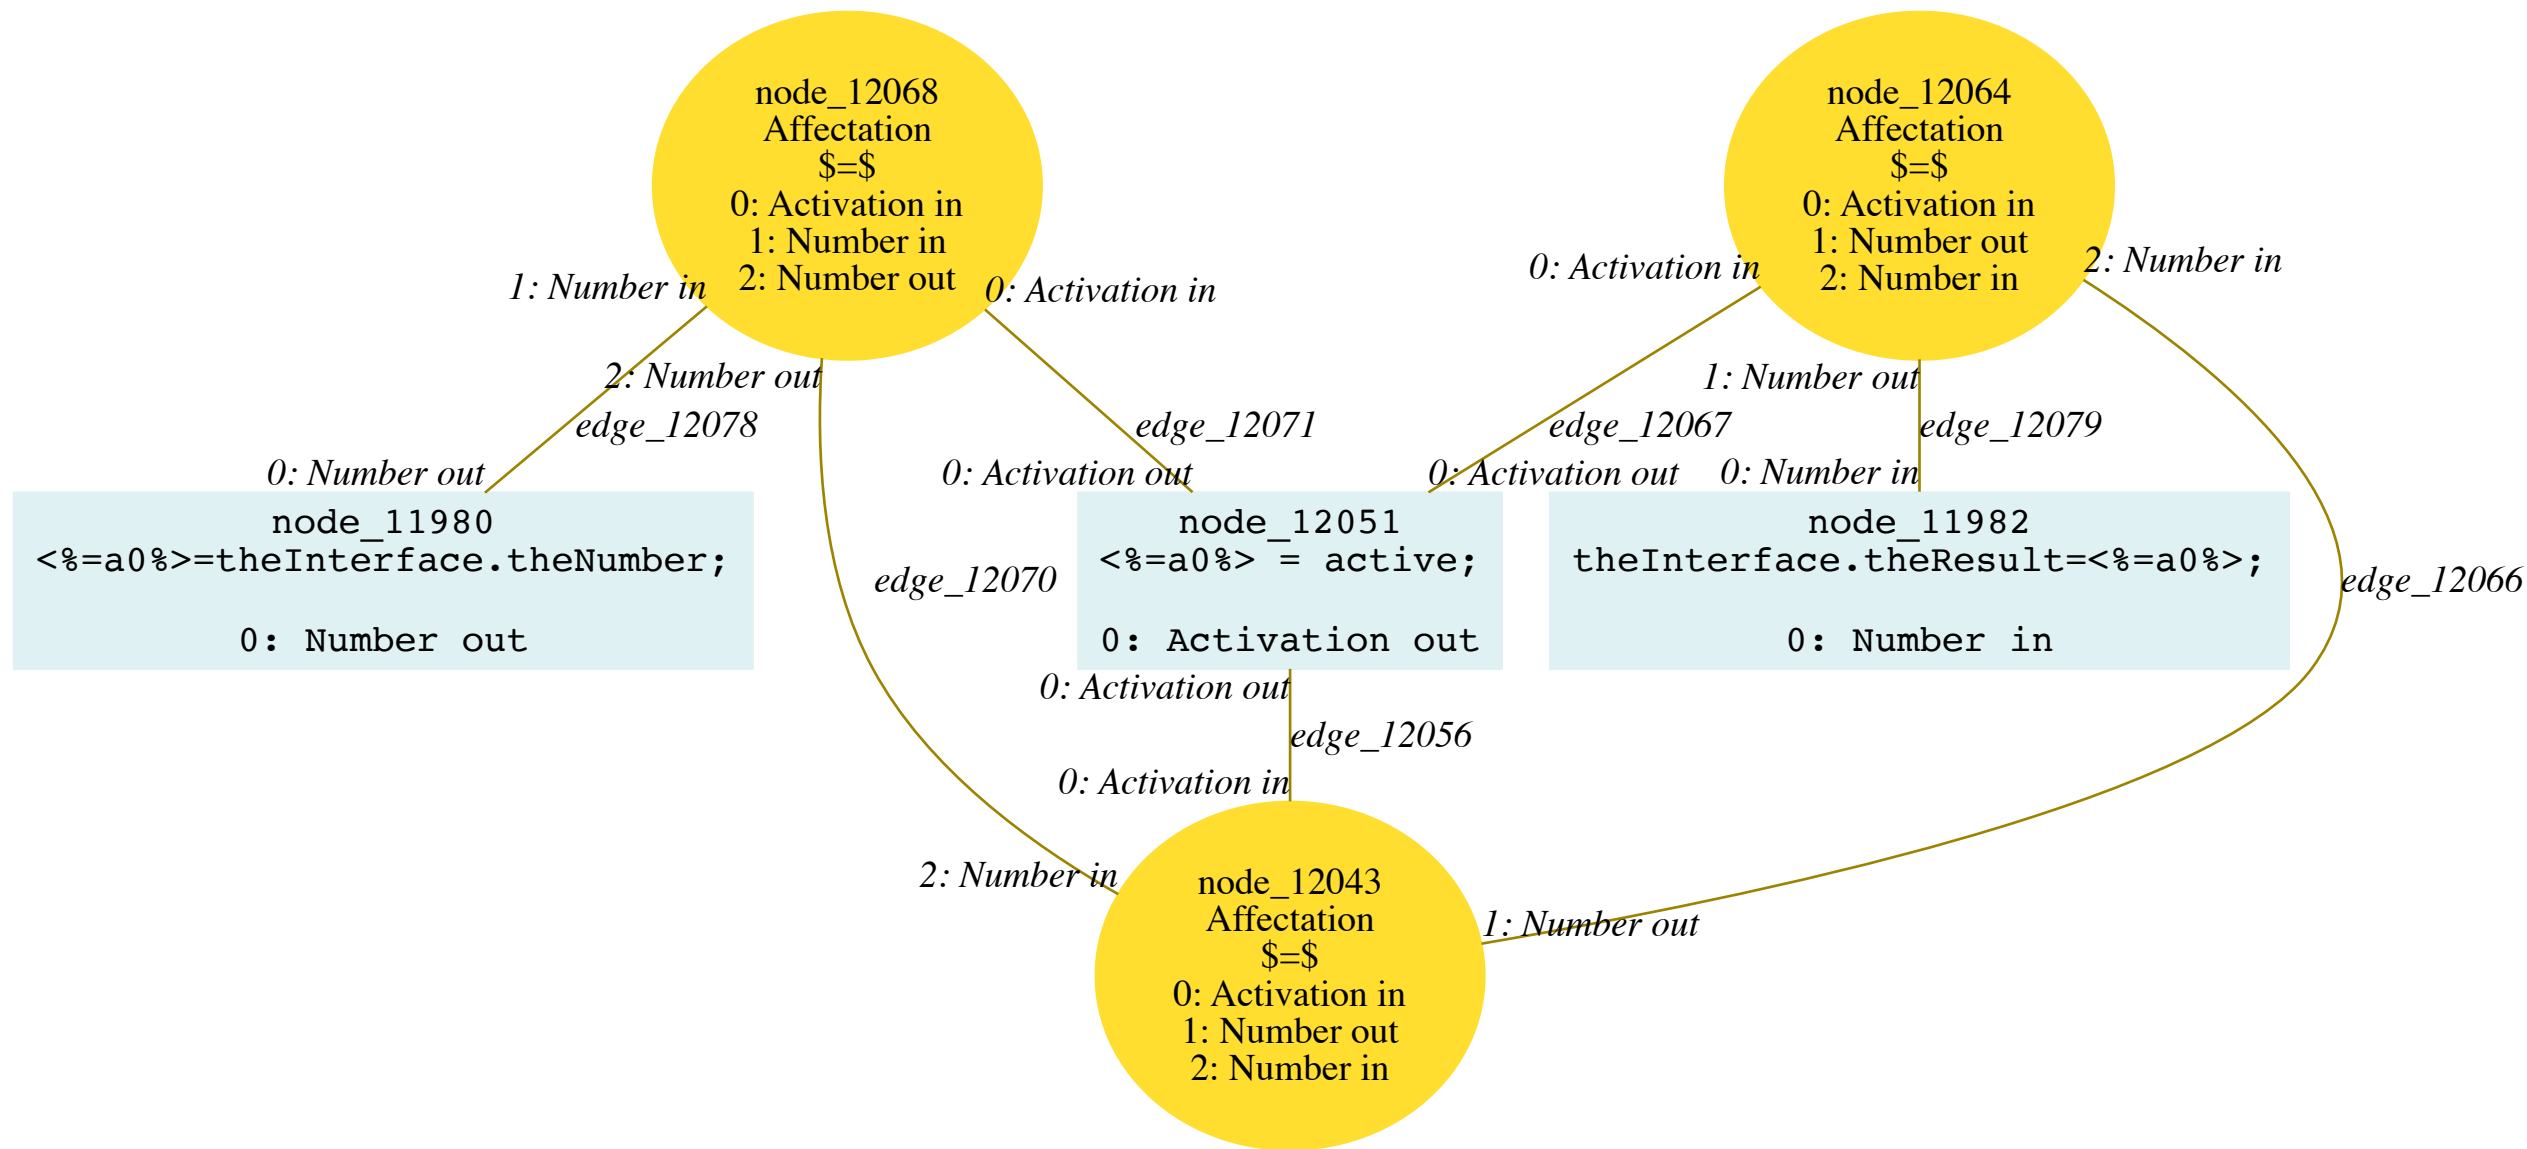 node_12068
Affectation
$=$
0: Activation in
1: Number in
2: Number out
node_12064
Affectation
$=$
0: Activation in
1: Number out
2: Number in
1: Number in
0: Activation in
0: Activation in
2: Number in
2: Number out
1: Number out
edge_12078
edge_12071
edge_12067
edge_12079
0: Number out
0: Activation out
0: Activation out
0: Number in
node_11980
<%=a0%>=theInterface.theNumber;
0: Number out
node_12051
<%=a0%> = active;
0: Activation out
node_11982
theInterface.theResult=<%=a0%>;
0: Number in
edge_12070
edge_12066
0: Activation out
edge_12056
0: Activation in
2: Number in
1: Number out
node_12043
Affectation
$=$
0: Activation in
1: Number out
2: Number in